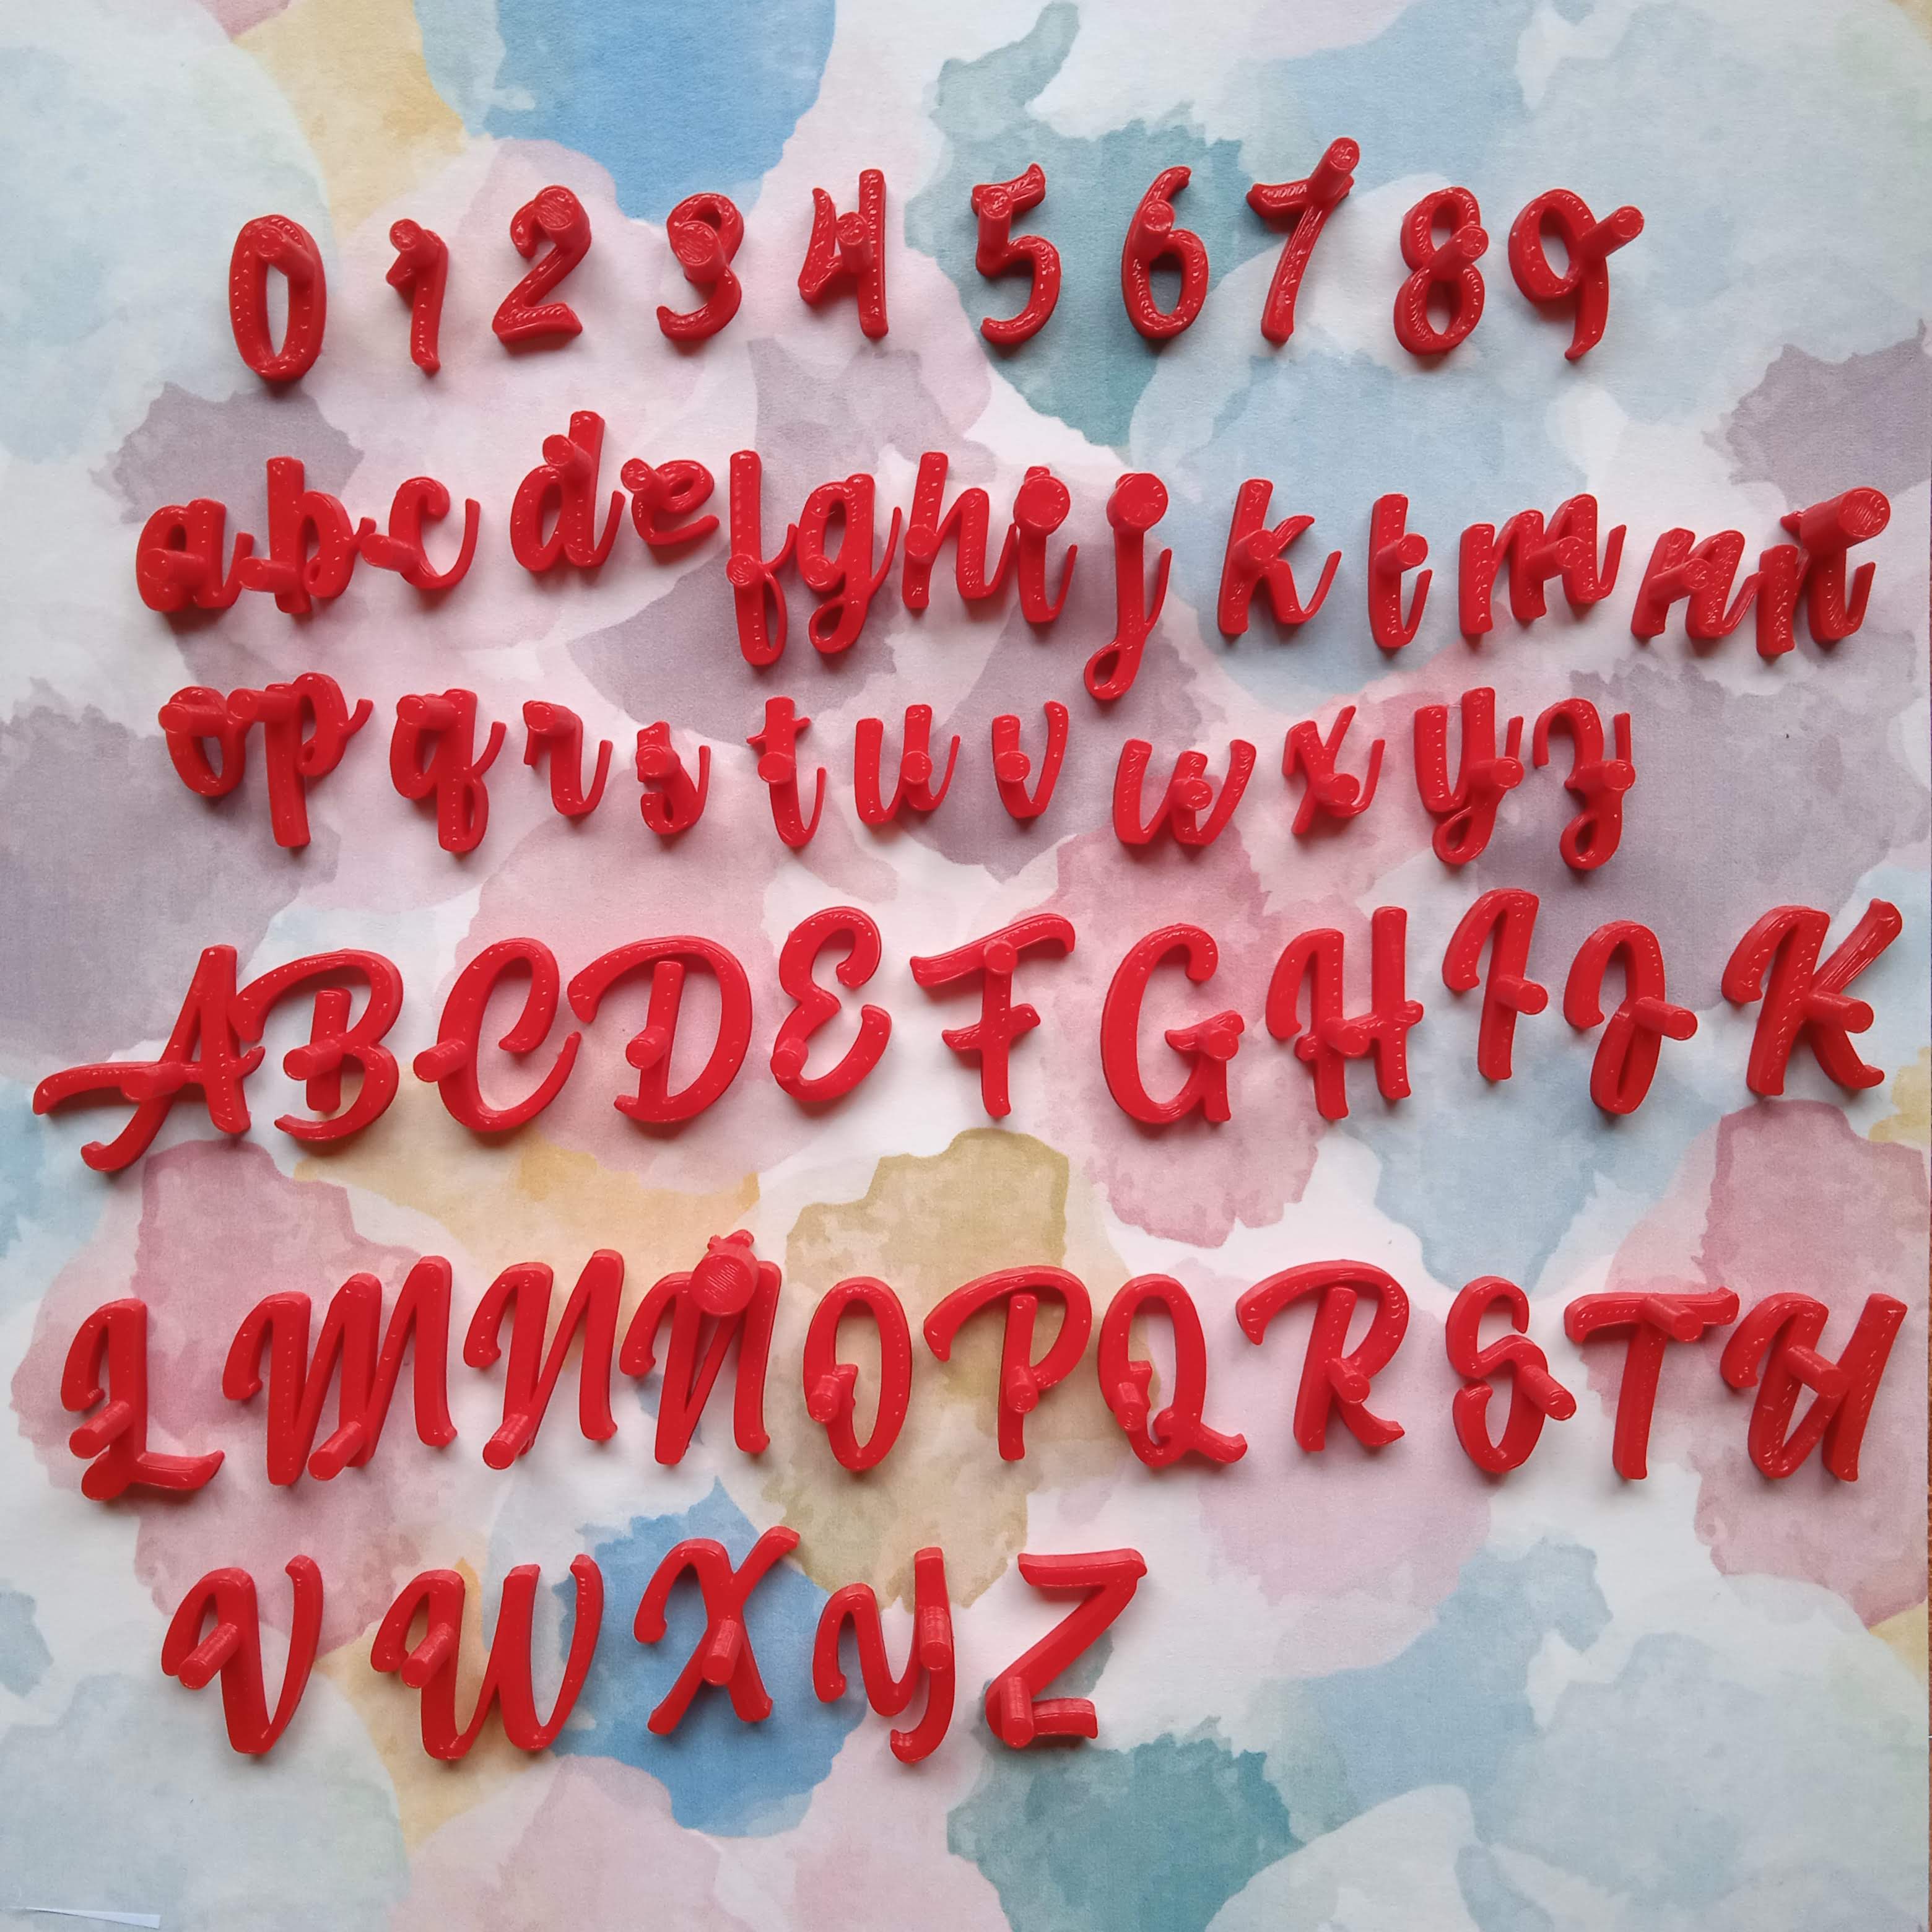 0 1 2 3 4 5 6 7 8 9
a b c d e f g h i j k l m n ñ
o p q r s t u v w x y z
A B C D E F G H I J K
L M N Ñ O P Q R S T U
V W X Y Z